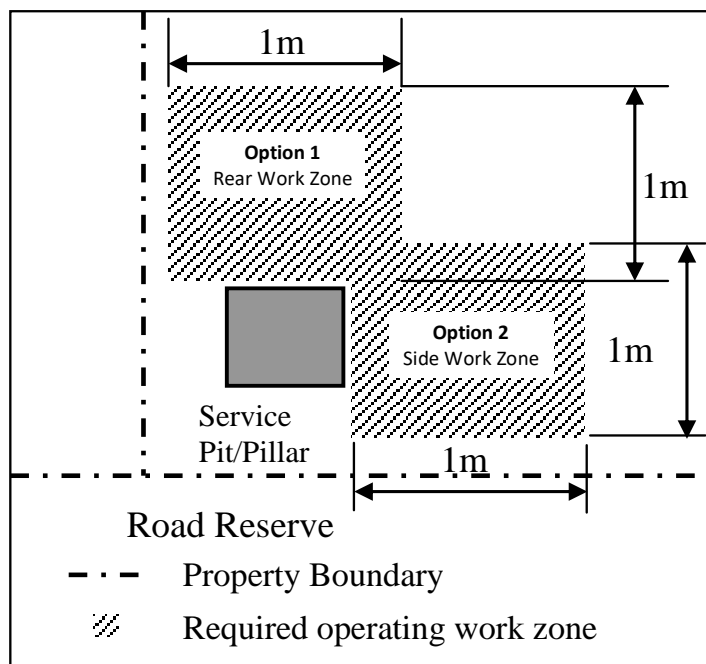 1m
Option 1
Rear Work Zone
1m
Option 2
Side Work Zone
1m
Service
Pit/Pillar
1m
Road Reserve
Property Boundary
Required operating work zone